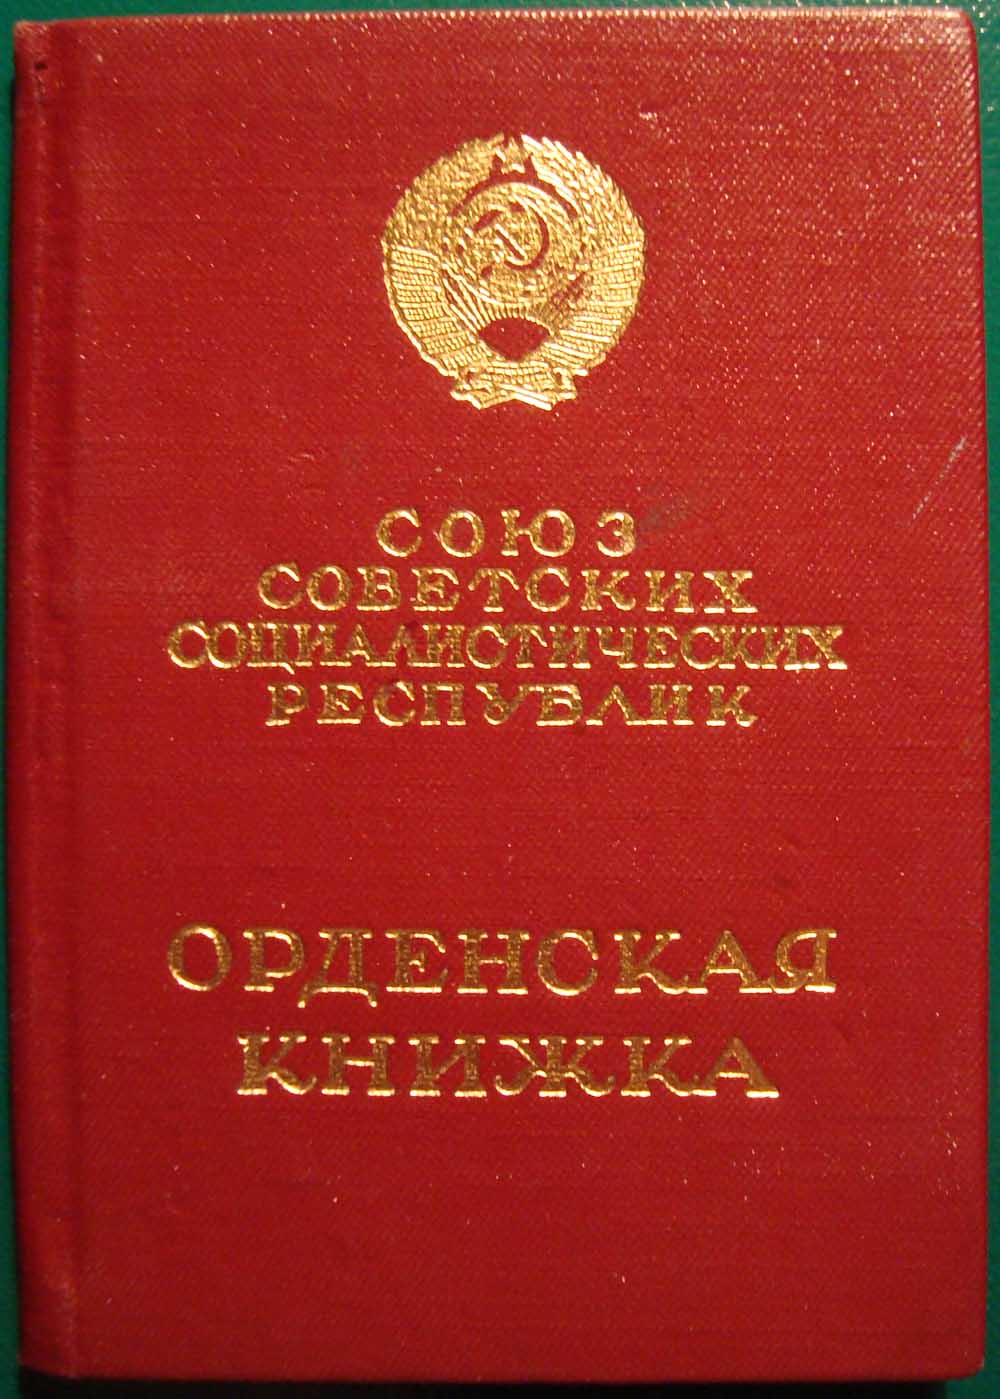 СОЮЗ
СОВЕТСКИХ
СОЦИАЛИСТИЧЕСКИХ
РЕСПУБЛИК
ОРДЕНСКАЯ
КНИЖКА